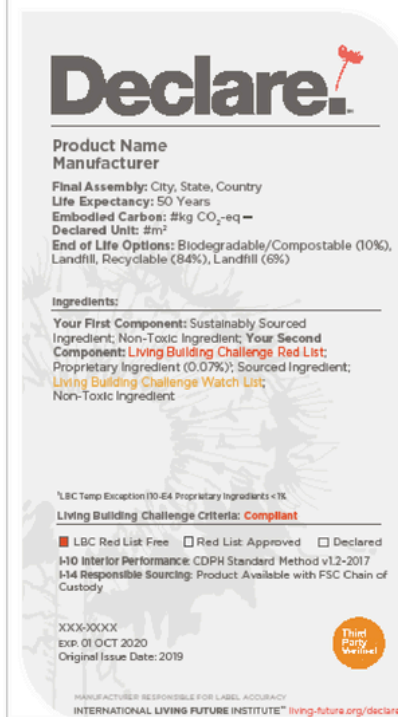 Declare.
Product Name
Manufacturer
Final Assembly: City, State, Country
Life Expectancy: 50 Years
Embodied Carbon: #kg CO₂-eq
Declared Unit: #m²
End of Life Options: Biodegradable/Compostable (10%),
Landfill, Recyclable (84%), Landfill (6%)
Ingredients:
Your First Component: Sustainably Sourced
Ingredient; Non-Toxic Ingredient; Your Second
Component: Living Building Challenge Red List;
Proprietary Ingredient (0.07%)¹; Sourced Ingredient;
Living Building Challenge Watch List;
Non-Toxic Ingredient
¹LBC Temp Exception I10-E4 Proprietary Ingredients <1%
Living Building Challenge Criteria: Compliant
LBC Red List Free Red List Approved Declared
I-10 Interior Performance: CDPH Standard Method v1.2-2017
I-14 Responsible Sourcing: Product Available with FSC Chain of
Custody
XXX-XXXX
EXP. 01 OCT 2020
Original Issue Date: 2019
Third
Party
Verified
MANUFACTURER RESPONSIBLE FOR LABEL ACCURACY
INTERNATIONAL LIVING FUTURE INSTITUTE™ living-future.org/declare